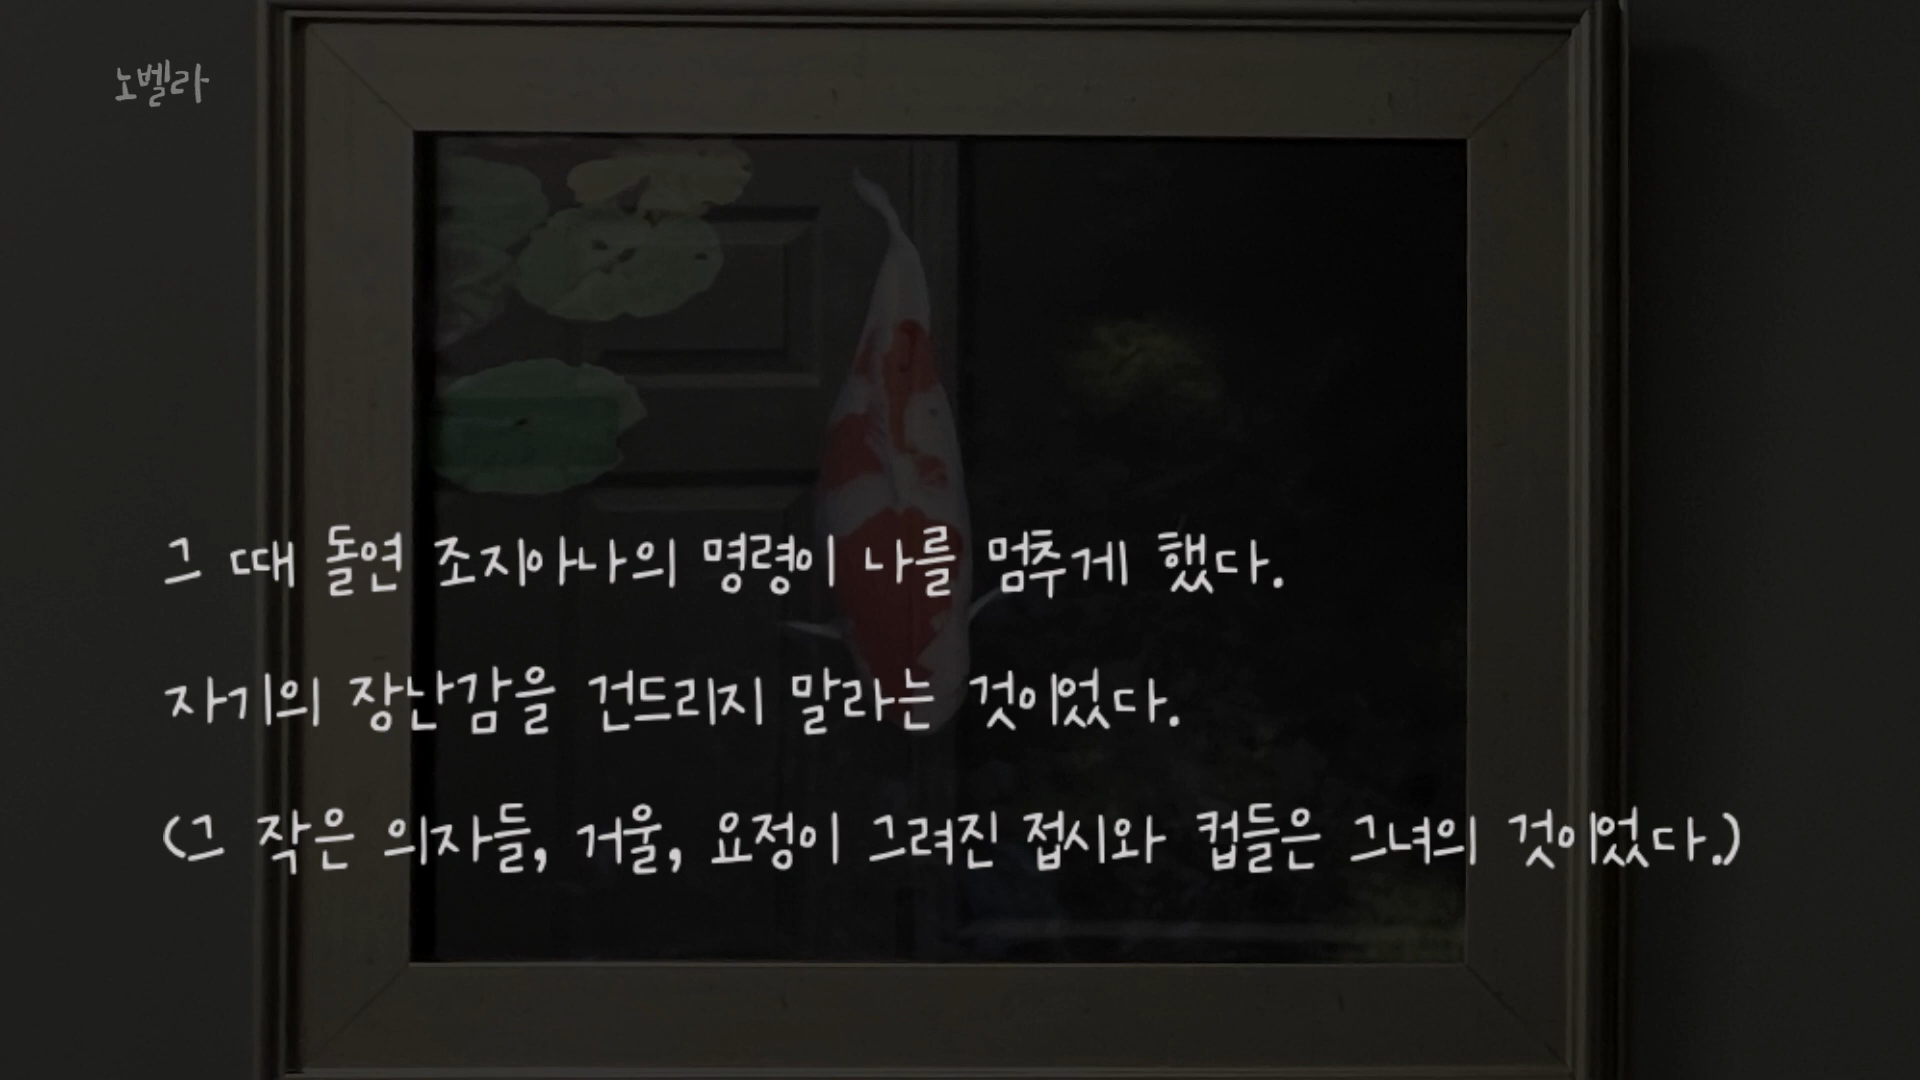 노벨라
그 때 돌연 조지아나의 명령이 나를 멈추게 했다.
자기의 장난감을 건드리지 말라는 것이었다.
(그 작은 의자들, 거울, 요정이 그려진 접시와 컵들은 그녀의 것이었다.)